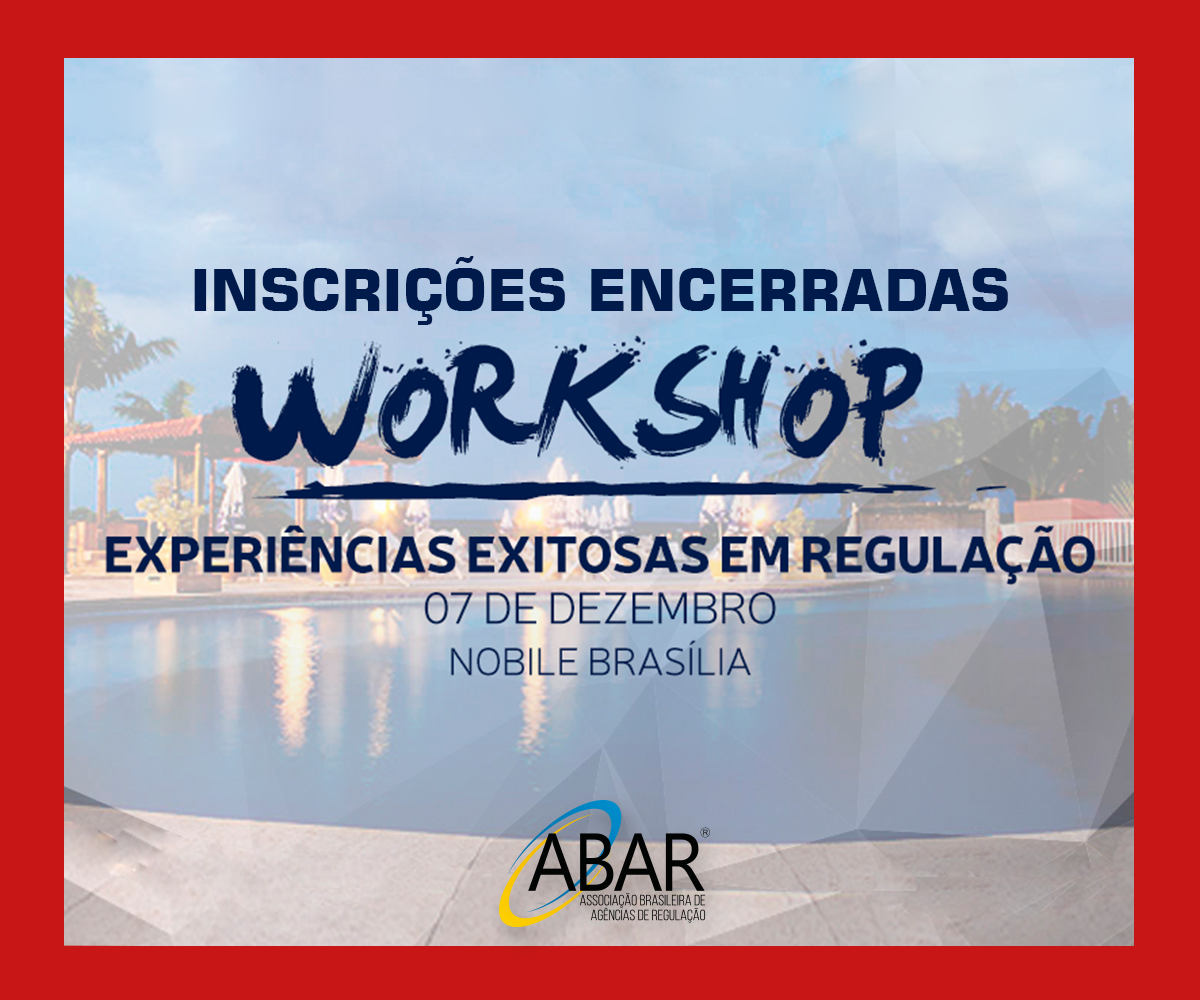 INSCRIÇÕES ENCERRADAS
WORKSHOP
EXPERIÊNCIAS EXITOSAS EM REGULAÇÃO
07 DE DEZEMBRO
NOBILE BRASÍLIA
ABAR®
ASSOCIAÇÃO BRASILEIRA DE
AGÊNCIAS DE REGULAÇÃO